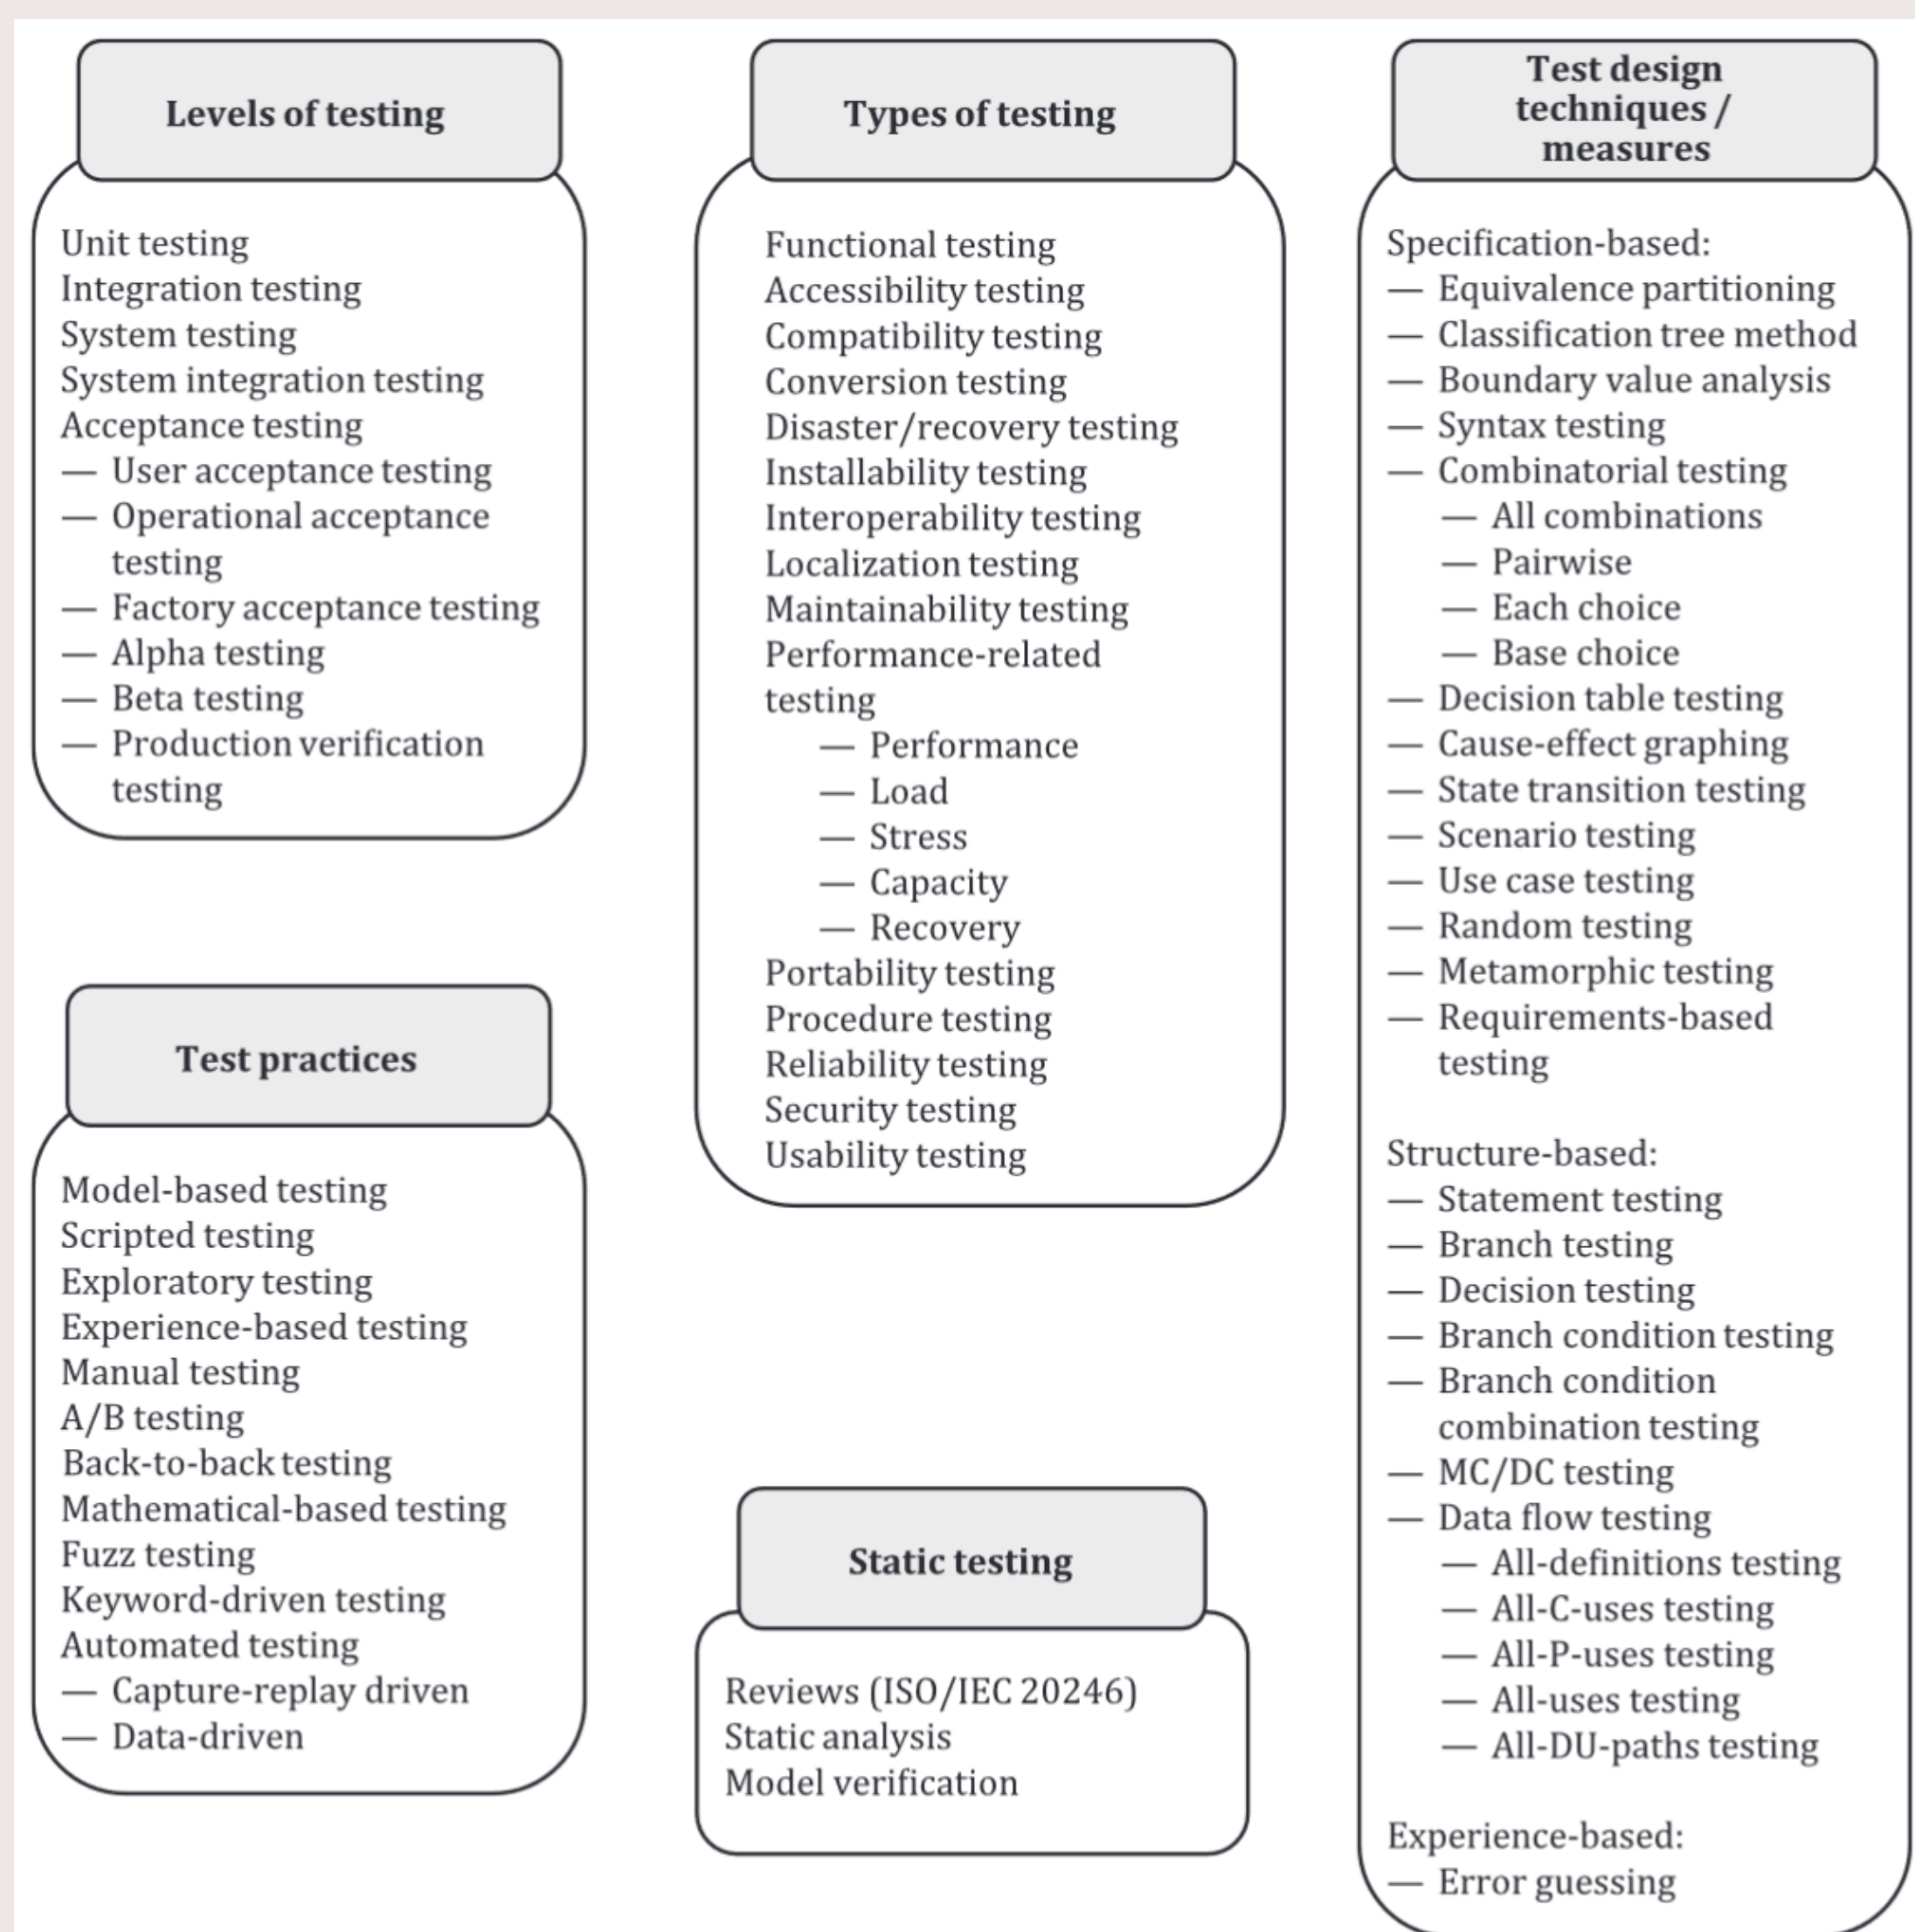 Levels of testing
Unit testing
Integration testing
System testing
System integration testing
Acceptance testing
— User acceptance testing
— Operational acceptance
testing
— Factory acceptance testing
— Alpha testing
— Beta testing
— Production verification
testing
Test practices
Model-based testing
Scripted testing
Exploratory testing
Experience-based testing
Manual testing
A/B testing
Back-to-back testing
Mathematical-based testing
Fuzz testing
Keyword-driven testing
Automated testing
— Capture-replay driven
— Data-driven
Types of testing
Functional testing
Accessibility testing
Compatibility testing
Conversion testing
Disaster/recovery testing
Installability testing
Interoperability testing
Localization testing
Maintainability testing
Performance-related
testing
— Performance
— Load
— Stress
— Capacity
— Recovery
Portability testing
Procedure testing
Reliability testing
Security testing
Usability testing
Static testing
Reviews (ISO/IEC 20246)
Static analysis
Model verification
Test design
techniques /
measures
Specification-based:
— Equivalence partitioning
— Classification tree method
— Boundary value analysis
— Syntax testing
— Combinatorial testing
— All combinations
— Pairwise
— Each choice
— Base choice
— Decision table testing
— Cause-effect graphing
— State transition testing
— Scenario testing
— Use case testing
— Random testing
— Metamorphic testing
— Requirements-based
testing
Structure-based:
— Statement testing
— Branch testing
— Decision testing
— Branch condition testing
— Branch condition
combination testing
— MC/DC testing
— Data flow testing
— All-definitions testing
— All-C-uses testing
— All-P-uses testing
— All-uses testing
— All-DU-paths testing
Experience-based:
— Error guessing